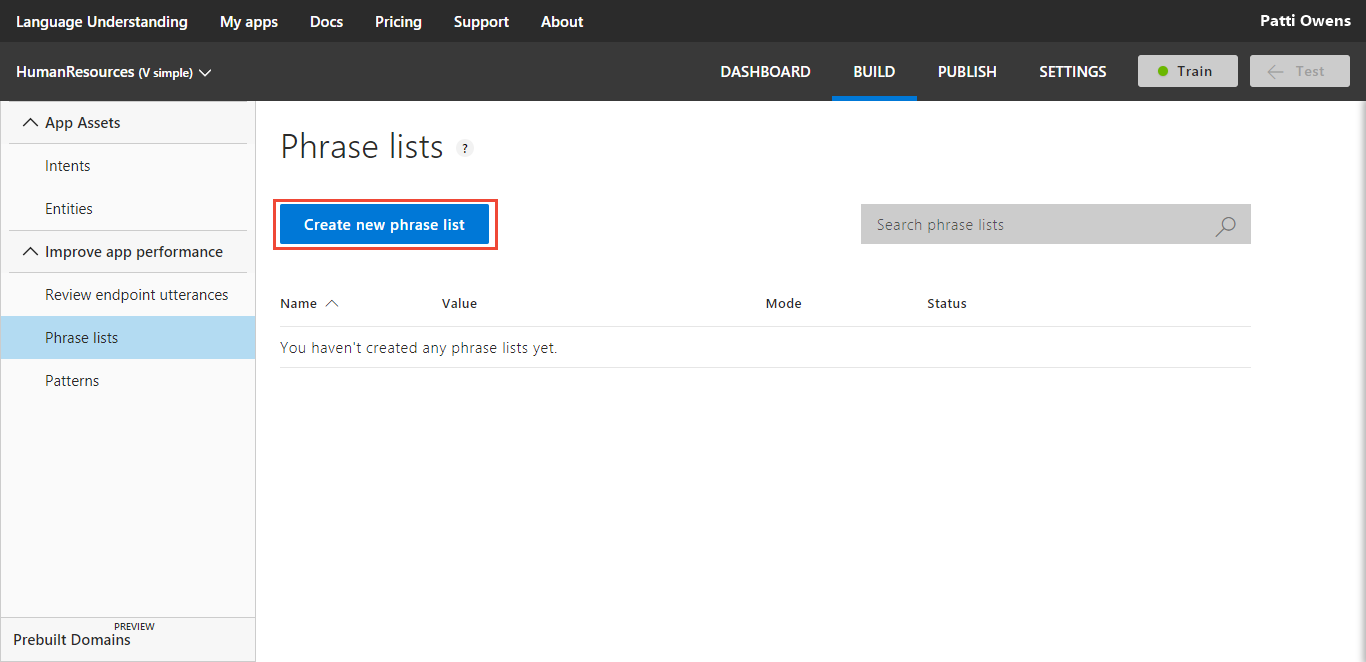 Language Understanding My apps Docs Pricing Support About Patti Owens
HumanResources (V simple) DASHBOARD BUILD PUBLISH SETTINGS Train Test
App Assets
Intents
Entities
Improve app performance
Review endpoint utterances
Phrase lists
Patterns
PREVIEW
Prebuilt Domains
Phrase lists ?
Create new phrase list Search phrase lists
Name Value Mode Status
You haven't created any phrase lists yet.